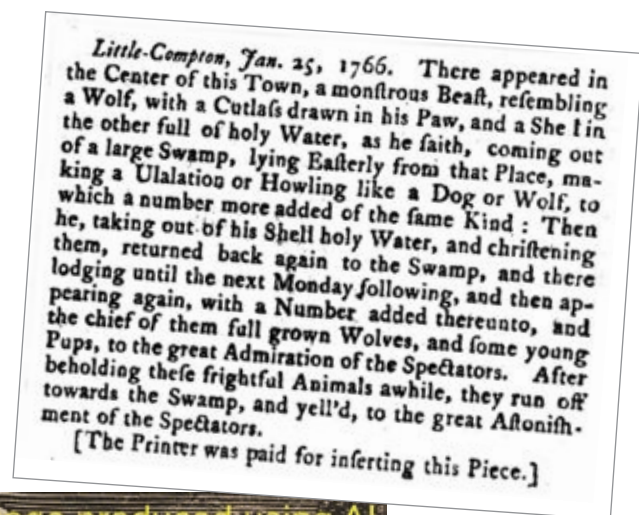 Little-Compton, Jan. 25, 1766. There appeared in
the Center of this Town, a monſtrous Beaſt, reſembling
a Wolf, with a Cutlaſs drawn in his Paw, and a She l in
the other full of holy Water, as he ſaith, coming out
of a large Swamp, lying Eaſterly from that Place, ma-
king a Ulalation or Howling like a Dog or Wolf, to
which a number more added of the ſame Kind : Then
he, taking out of his Shell holy Water, and chriſtening
them, returned back again to the Swamp, and there
lodging until the next Monday following, and then ap-
pearing again, with a Number added thereunto, and
the chief of them full grown Wolves, and ſome young
Pups, to the great Admiration of the Spectators. After
beholding theſe frightful Animals awhile, they run off
towards the Swamp, and yell'd, to the great Aſtoniſh-
ment of the Spectators.
[The Printer was paid for inſerting this Piece.]
produced using AI